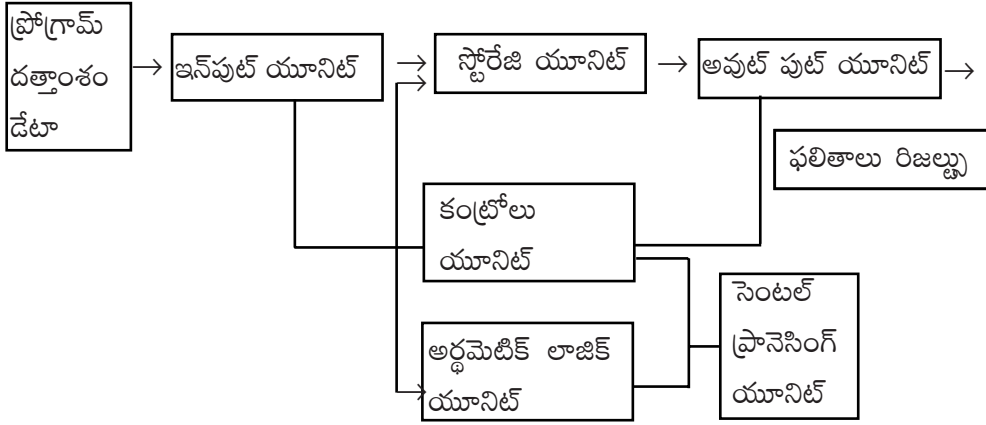 ప్రోగ్రామ్
దత్తాంశం
డేటా
ఇన్‌పుట్ యూనిట్
స్టోరేజి యూనిట్
అవుట్ పుట్ యూనిట్
ఫలితాలు రిజల్ట్సు
కంట్రోలు
యూనిట్
అర్థమెటిక్ లాజిక్
యూనిట్
సెంటల్
ప్రానెసింగ్
యూనిట్